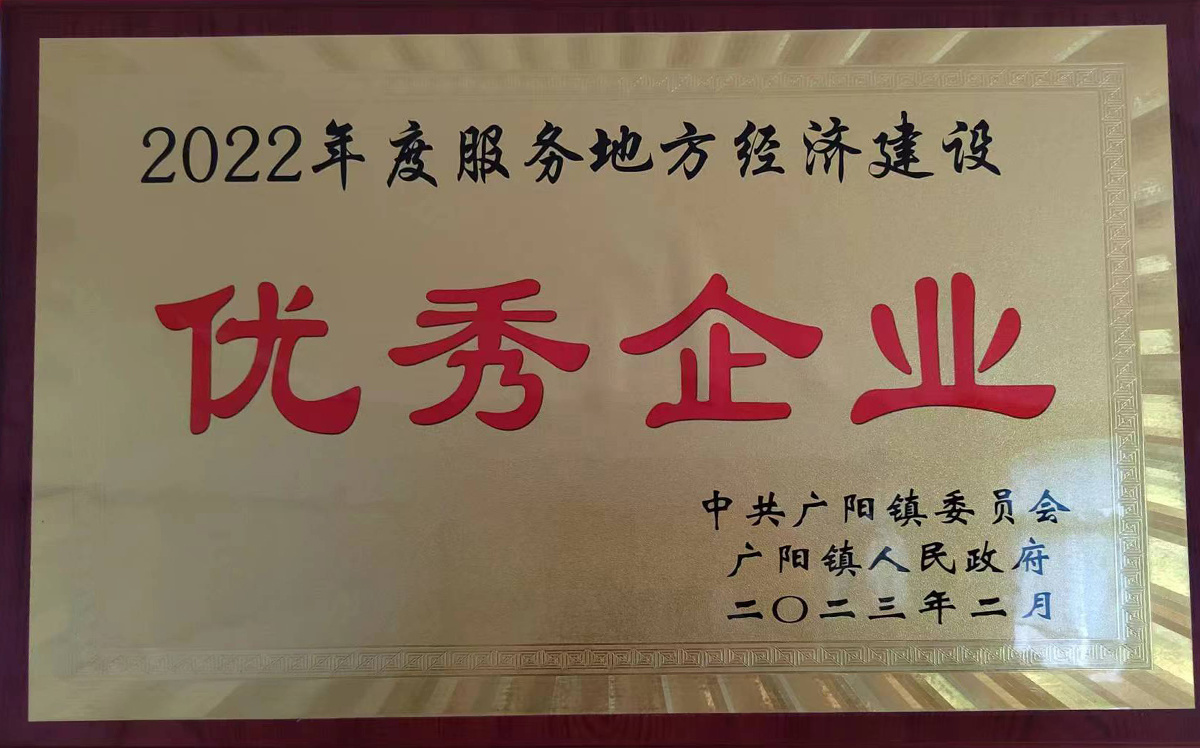 2022年度服务地方经济建设
优秀企业
中共广阳镇委员会
广阳镇人民政府
二〇二三年二月